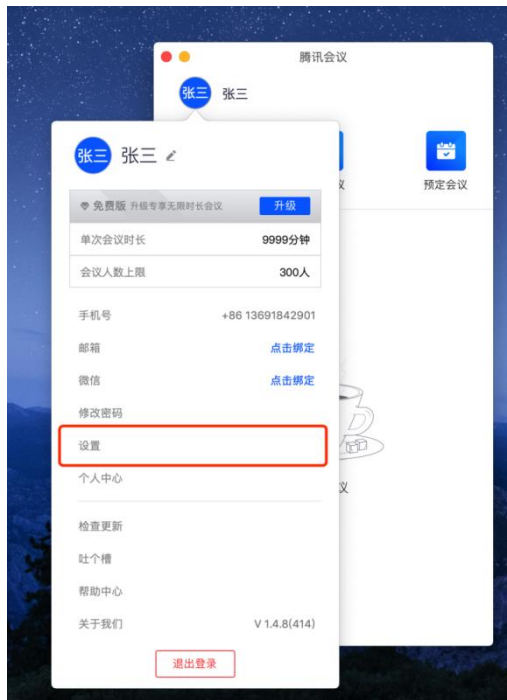 腾讯会议
张三 张三
预定会议
张三 张三
免费版 升级专享无限时长会议 升级
单次会议时长 9999分钟
会议人数上限 300人
手机号 +86 13691842901
邮箱 点击绑定
微信 点击绑定
修改密码
设置
个人中心
议
检查更新
吐个槽
帮助中心
关于我们 V 1.4.8(414)
退出登录